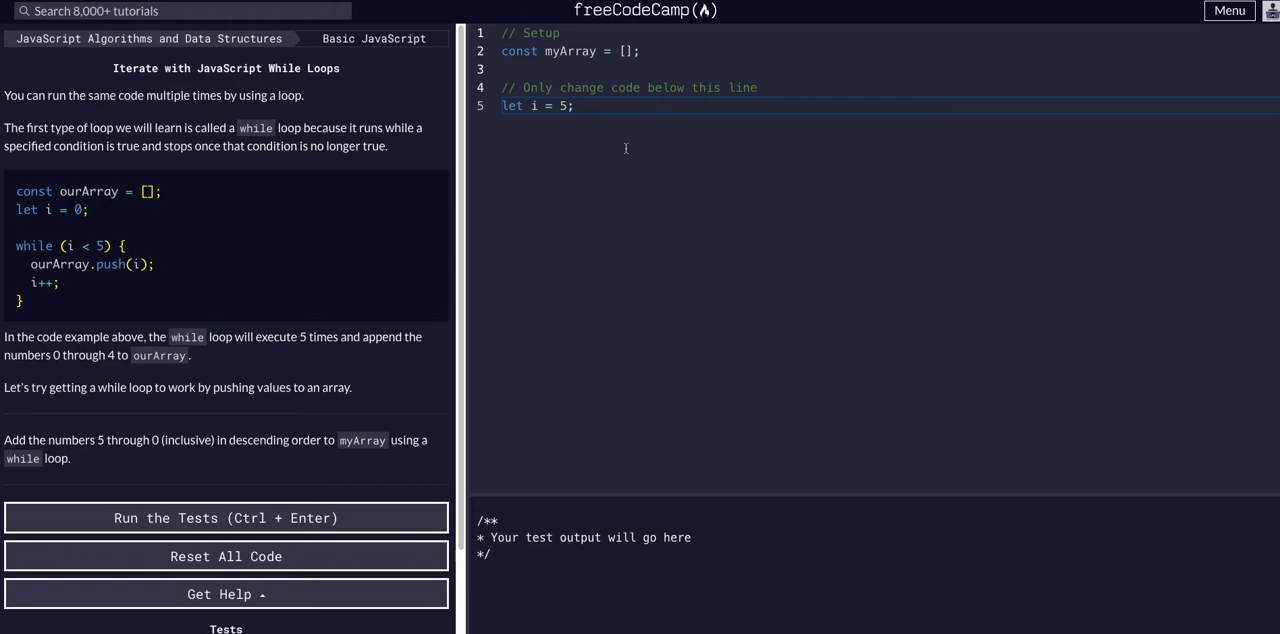 Search 8,000+ tutorials
freeCodeCamp
Menu
JavaScript Algorithms and Data Structures
Basic JavaScript
Iterate with JavaScript While Loops
You can run the same code multiple times by using a loop.
The first type of loop we will learn is called a while loop because it runs while a
specified condition is true and stops once that condition is no longer true.
const ourArray = [];
let i = 0;
while (i < 5) {
ourArray.push(i);
i++;
}
In the code example above, the while loop will execute 5 times and append the
numbers 0 through 4 to ourArray.
Let's try getting a while loop to work by pushing values to an array.
Add the numbers 5 through 0 (inclusive) in descending order to myArray using a
while loop.
Run the Tests (Ctrl + Enter)
Reset All Code
Get Help
Tests
1 // Setup
2 const myArray = [];
3
4 // Only change code below this line
5 let i = 5;
/**
* Your test output will go here
*/